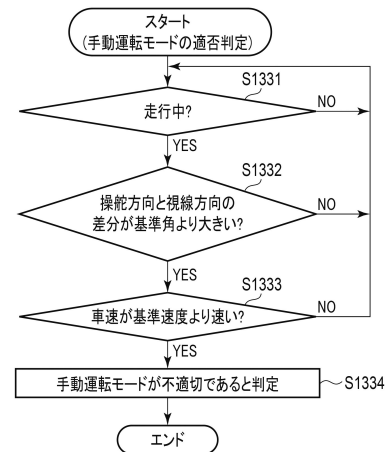 スタート
(手動運転モードの適否判定)
S1331
走行中?
NO
YES
S1332
操舵方向と視線方向の
差分が基準角より大きい?
NO
YES
S1333
車速が基準速度より速い?
NO
YES
手動運転モードが不適切であると判定
S1334
エンド